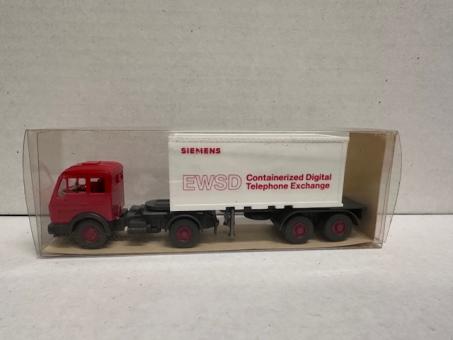 SIEMENS
EWSD Containerized Digital
Telephone Exchange